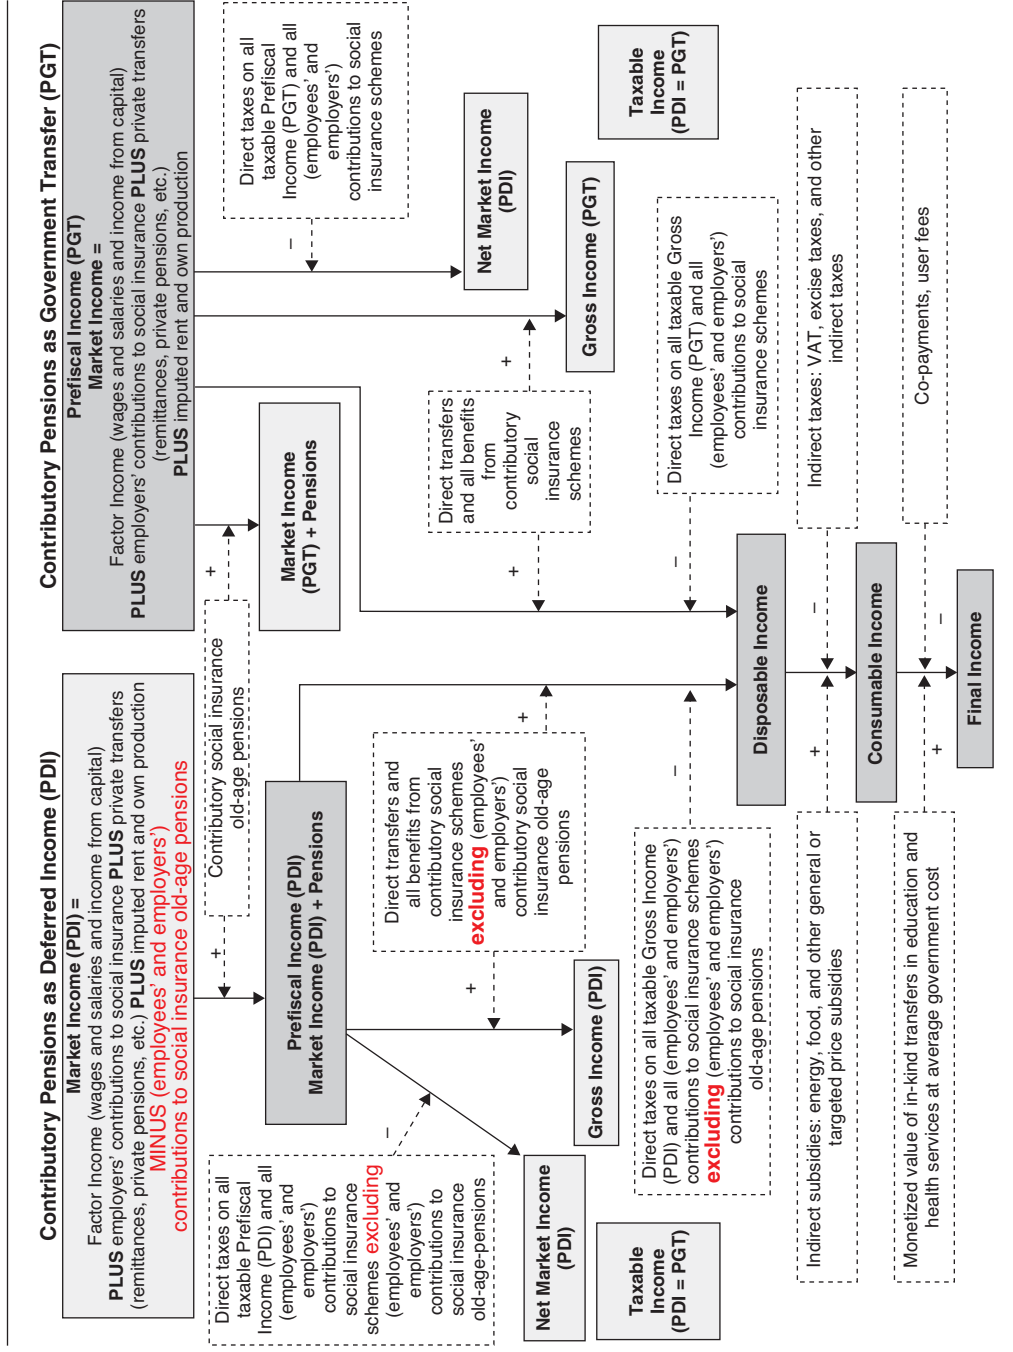 Contributory Pensions as Deferred Income (PDI)
Market Income (PDI) =
Factor Income (wages and salaries and income from capital)
PLUS employers' contributions to social insurance PLUS private transfers
(remittances, private pensions, etc.) PLUS imputed rent and own production
MINUS (employees' and employers')
contributions to social insurance old-age pensions
Contributory Pensions as Government Transfer (PGT)
Prefiscal Income (PGT)
Market Income =
Factor Income (wages and salaries and income from capital)
PLUS employers' contributions to social insurance PLUS private transfers
(remittances, private pensions, etc.)
PLUS imputed rent and own production
Contributory social insurance
old-age pensions
+
+
Prefiscal Income (PDI)
Market Income (PDI) + Pensions
Market Income
(PGT) + Pensions
Direct taxes on all
taxable Prefiscal
Income (PDI) and all
(employees' and
employers')
contributions to
social insurance
schemes excluding
(employees' and
employers')
contributions to
social insurance
old-age-pensions
–
Direct taxes on all
taxable Prefiscal
Income (PGT) and all
(employees' and
employers')
contributions to social
insurance schemes
–
Net Market Income
(PDI)
Net Market Income
(PDI)
Direct transfers and
all benefits from
contributory social
insurance schemes
excluding (employees'
and employers')
contributory social
insurance old-age
pensions
+
+
Direct transfers
and all benefits
from
contributory
social
insurance
schemes
+
+
Gross Income (PDI)
Gross Income (PGT)
Taxable
Income
(PDI = PGT)
Taxable
Income
(PDI = PGT)
Direct taxes on all taxable Gross Income
(PDI) and all (employees' and employers')
contributions to social insurance schemes
excluding (employees' and employers')
contributions to social insurance
old-age pensions
–
Direct taxes on all taxable Gross
Income (PGT) and all
(employees' and employers')
contributions to social
insurance schemes
–
Disposable Income
Indirect subsidies: energy, food, and other general or
targeted price subsidies
+
Indirect taxes: VAT, excise taxes, and other
indirect taxes
–
Consumable Income
Monetized value of in-kind transfers in education and
health services at average government cost
+
Co-payments, user fees
–
Final Income